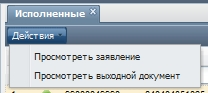 Исполненные ×
Действия
Просмотреть заявление
Просмотреть выходной документ